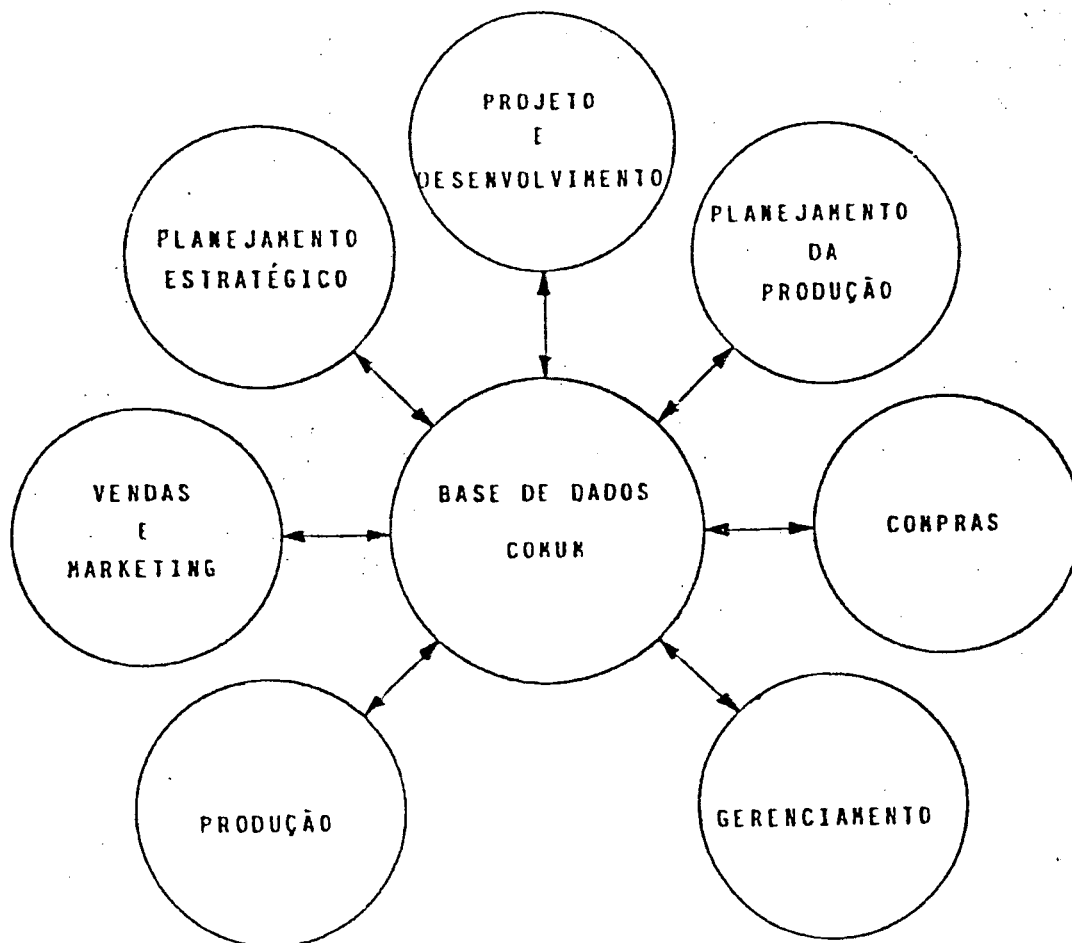 PROJETO
E
DESENVOLVIMENTO
PLANEJAMENTO
ESTRATÉGICO
PLANEJAMENTO
DA
PRODUÇÃO
VENDAS
E
MARKETING
BASE DE DADOS
COMUM
COMPRAS
PRODUÇÃO
GERENCIAMENTO